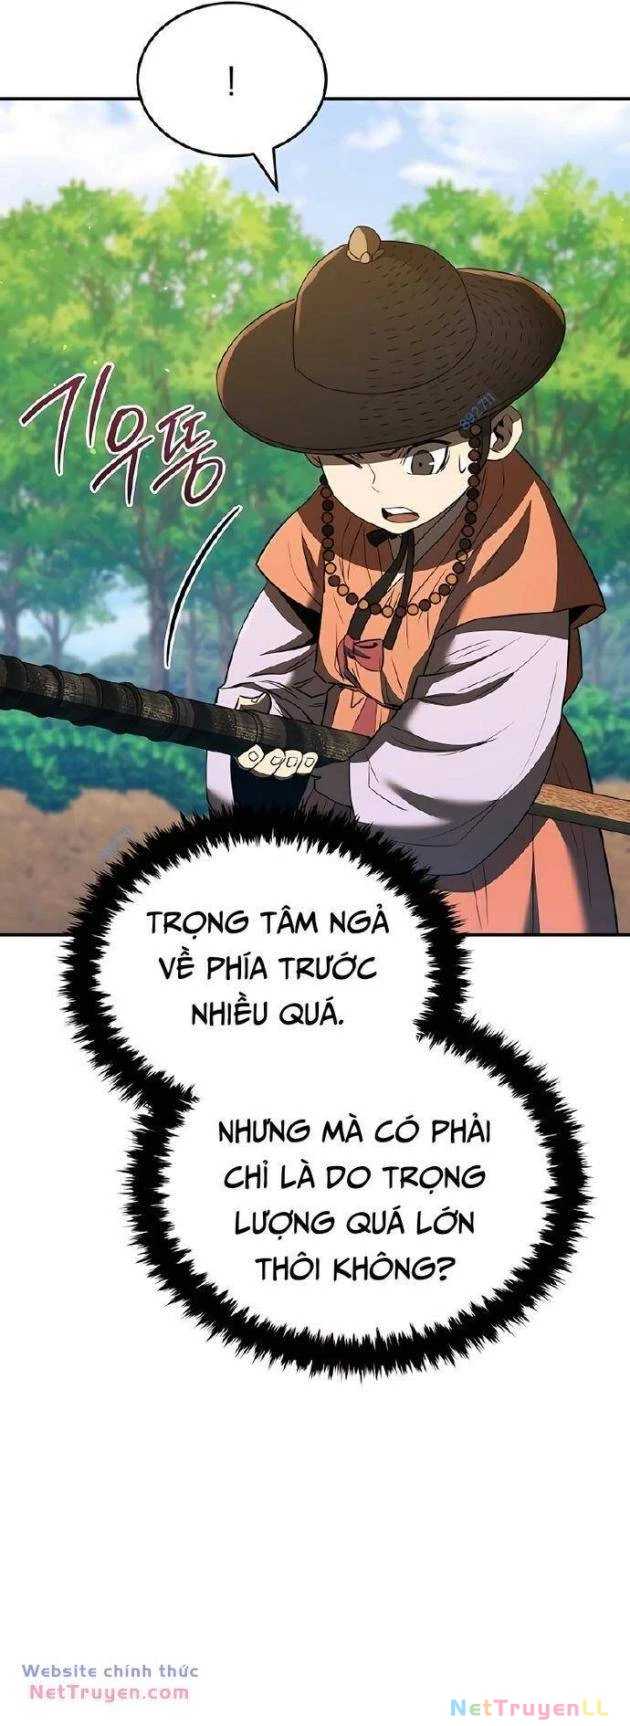 !
기우뚱
892711
TRỌNG TÂM NGẢ
VỀ PHÍA TRƯỚC
NHIỀU QUÁ.
NHƯNG MÀ CÓ PHẢI
CHỈ LÀ DO TRỌNG
LƯỢNG QUÁ LỚN
THÔI KHÔNG?
Website chính thức
NetTruyen.com
NetTruyenLL